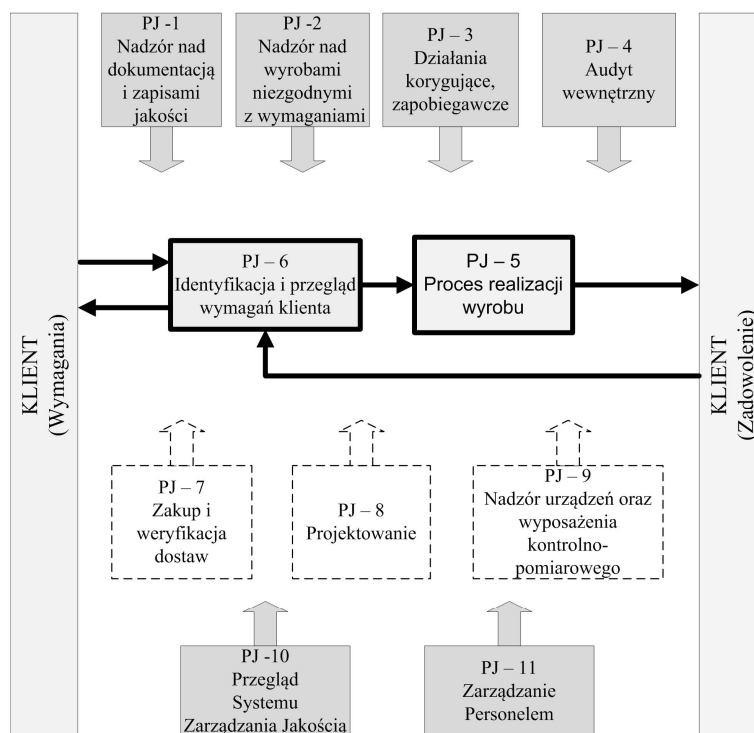 PJ -1
Nadzór nad
dokumentacją
i zapisami
jakości
PJ -2
Nadzór nad
wyrobami
niezgodnymi
z wymaganiami
PJ – 3
Działania
korygujące,
zapobiegawcze
PJ – 4
Audyt
wewnętrzny
KLIENT
(Wymagania)
PJ – 6
Identyfikacja i przegląd
wymagań klienta
PJ – 5
Proces realizacji
wyrobu
KLIENT
(Zadowolenie)
PJ – 7
Zakup i
weryfikacja
dostaw
PJ – 8
Projektowanie
PJ – 9
Nadzór urządzeń oraz
wyposażenia
kontrolno-
pomiarowego
PJ -10
Przegląd
Systemu
Zarządzania Jakością
PJ – 11
Zarządzanie
Personelem